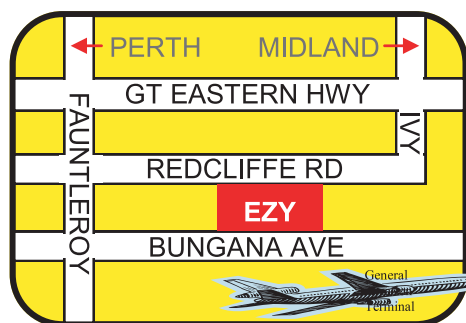 PERTH MIDLAND
GT EASTERN HWY
FAUNTLEROY
IVY
REDCLIFFE RD
EZY
BUNGANA AVE
General
Terminal